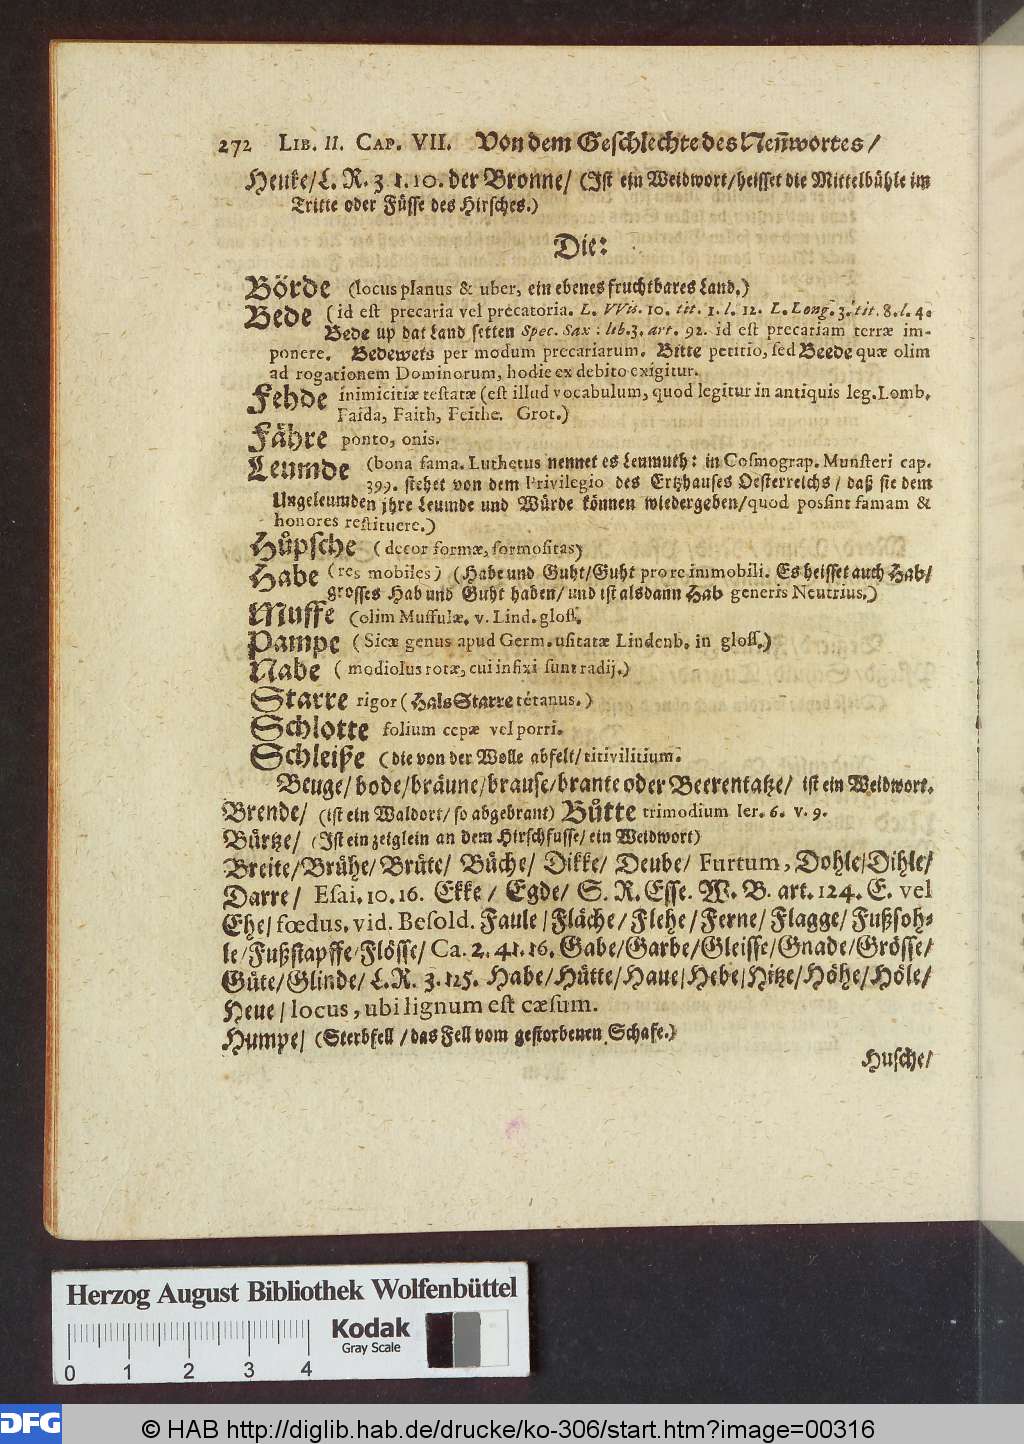 272 LIB. II. CAP. VII. Von dem Geschlechte des Nen̄wortes /
Heuke / L. R. 3 1. 10. der Bronne / (Ist ein Weidwort / heisset die Mittelbühle im
Tritte oder Füsse des Hirsches.)
Die:
Börde (locus planus & uber, ein ebenes fruchtbares Land.)
Bede (id est precaria vel precatoria. L. VVis. 10. tit. 1. l. 12. L. Long. 3. tit. 8. l. 4.
Bede up dat Land setten Spec. Sax: lib. 3. art. 92. id est precariam terræ im-
ponere. Bedeweis per modum precariarum. Bitte petitio, sed Beede quæ olim
ad rogationem Dominorum, hodie ex debito exigitur.
Fehde inimicitiæ testatæ (est illud vocabulum, quod legitur in antiquis leg. Lomb.
Faida, Faith, Feithe. Grot.)
Fähre ponto, onis.
Leumde (bona fama. Lutherus nennet es Leumuth: in Cosmograp. Munsteri cap.
399. stehet von dem Privilegio des Ertzhauses Oesterreichs / daß sie dem
Ungeleumden jhre Leumde und Würde können wiedergeben / quod possint famam &
honores restituere.)
Hůpsche (decor formæ, formositas)
Habe (res mobiles) (Habe und Guht / Guht pro re immobili. Es heisset auch Hab /
grosses Hab und Guht haben / und ist alsdann Hab generis Neutrius.)
Muffe (olim Muffulæ. v. Lind. gloss.
Pampe (Sicæ genus apud Germ. usitatæ Lindenb. in gloss.)
Nabe (modiolus rotæ, cui infixi sunt radij.)
Starre rigor (Hals Starre tetanus.)
Schlotte folium cepæ vel porri.
Schleiße (die von der Wolle abfelt / titivilitium.
Beuge / bode / bräune / brause / brante oder Beerentatze / ist ein Weidwort.
Brende / (ist ein Waldort / so abgebrant) Bůtte trimodium Ier. 6. v. 9.
Bürtze / (Ist ein zeiglein an dem Hirschfusse / ein Weidwort)
Breite / Brühe / Brüte / Büche / Dikke / Deube / Furtum, Dohle / Dihle /
Darre / Esai. 10. 16. Ekke / Egde / S. R. Esse. W. B. art. 124. E. vel
Ehe / fœdus. vid. Besold. Faule / Fläche / Flehe / Ferne / Flagge / Fußsoh-
le / Fußstapffe / Flösse / Ca. 2. 41. 16. Gabe / Garbe / Gleisse / Gnade / Grösse /
Güte / Glinde / L. R. 3. 125. Habe / Hütte / Haue / Hebe / Hitze / Höhe / Höle /
Heue / locus, ubi lignum est cæsum.
Humpe / (Sterbfell / das Fell vom gestorbenen Schafe.)
Husche /
Herzog August Bibliothek Wolfenbüttel
Kodak
Gray Scale
0 1 2 3 4
DFG © HAB http://diglib.hab.de/drucke/ko-306/start.htm?image=00316